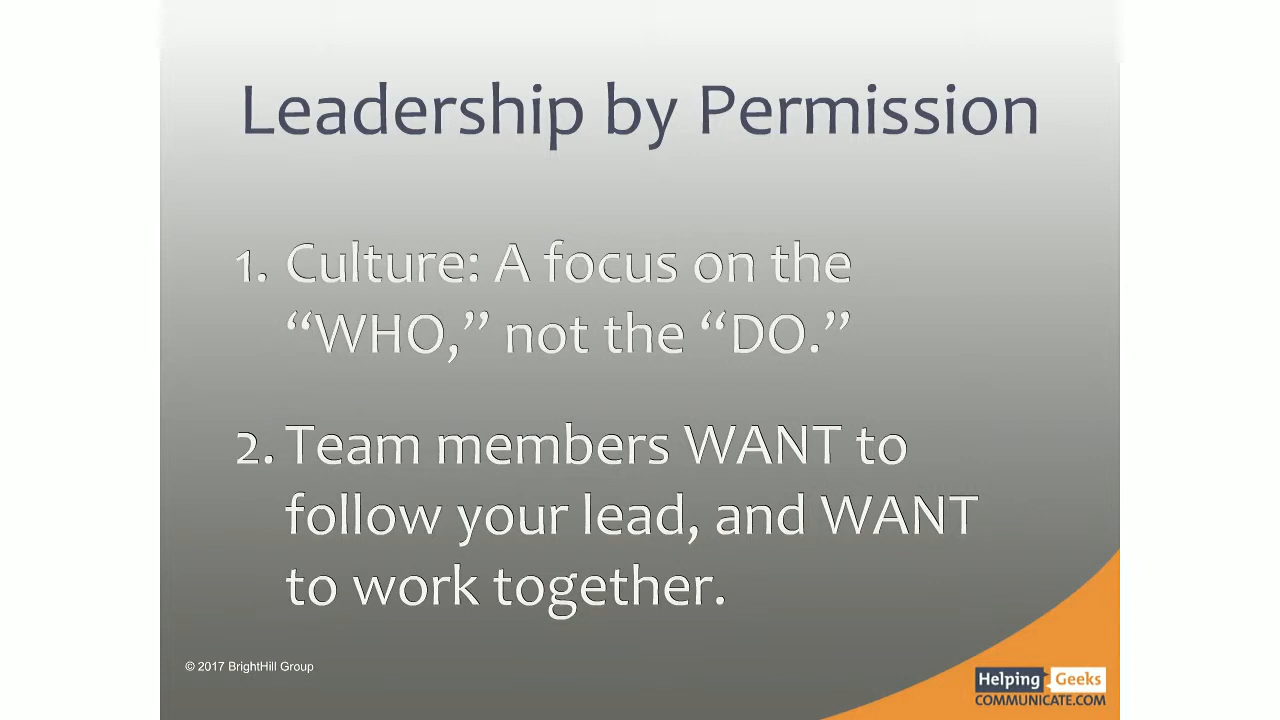 Leadership by Permission
1. Culture: A focus on the
“WHO,” not the “DO.”
2. Team members WANT to
follow your lead, and WANT
to work together.
© 2017 BrightHill Group
Helping Geeks
COMMUNICATE.COM